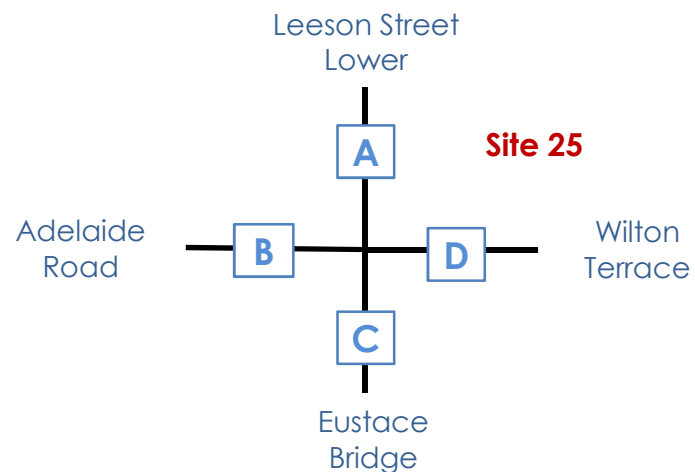 Leeson Street
Lower
A
Site 25
Adelaide
Road
B
D
Wilton
Terrace
C
Eustace
Bridge